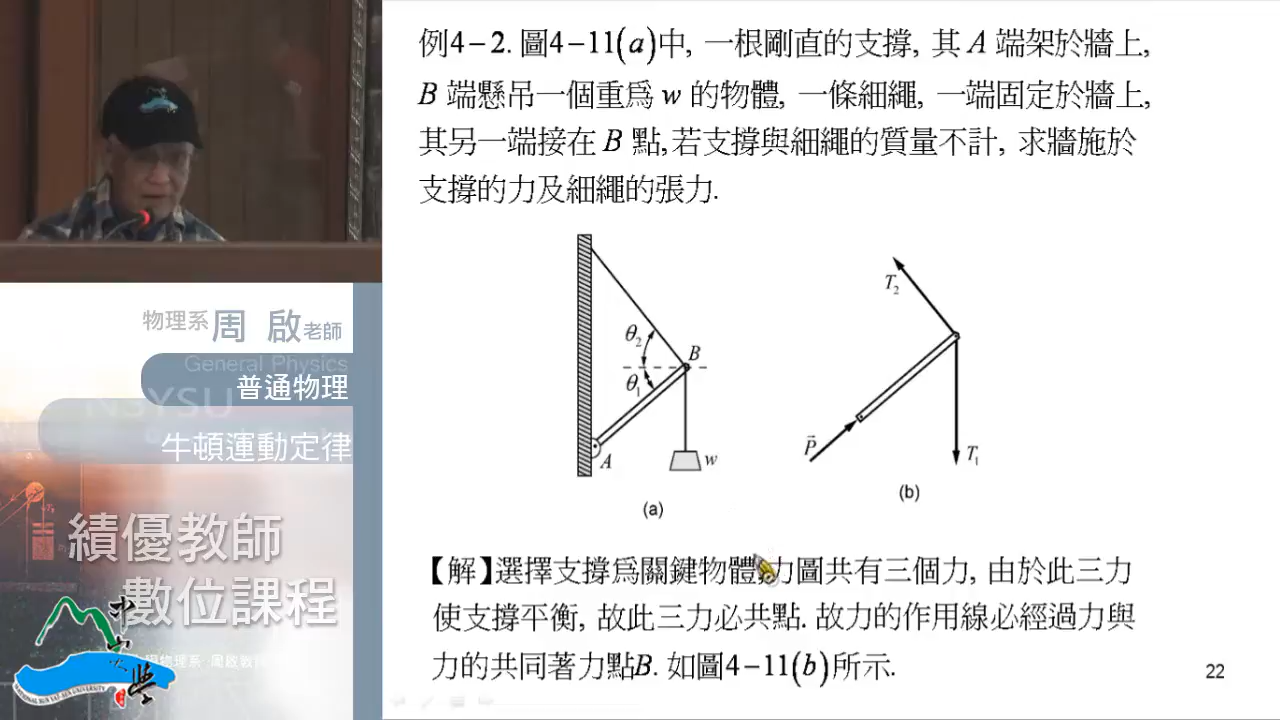 例4-2. 圖4-11(a)中, 一根剛直的支撐, 其 A 端架於牆上,
B 端懸吊一個重為 w 的物體, 一條細繩, 一端固定於牆上,
其另一端接在 B 點, 若支撐與細繩的質量不計, 求牆施於
支撐的力及細繩的張力.
θ₂
B
θ₁
A
w
(a)
T₂
P⃗
T₁
(b)
【解】選擇支撐為關鍵物體, 力圖共有三個力, 由於此三力
使支撐平衡, 故此三力必共點. 故力的作用線必經過力與
力的共同著力點B. 如圖4-11(b)所示.
22
物理系 周 啟 老師
General Physics
普通物理
NSYSU
牛頓運動定律
績優教師
數位課程
中山大學